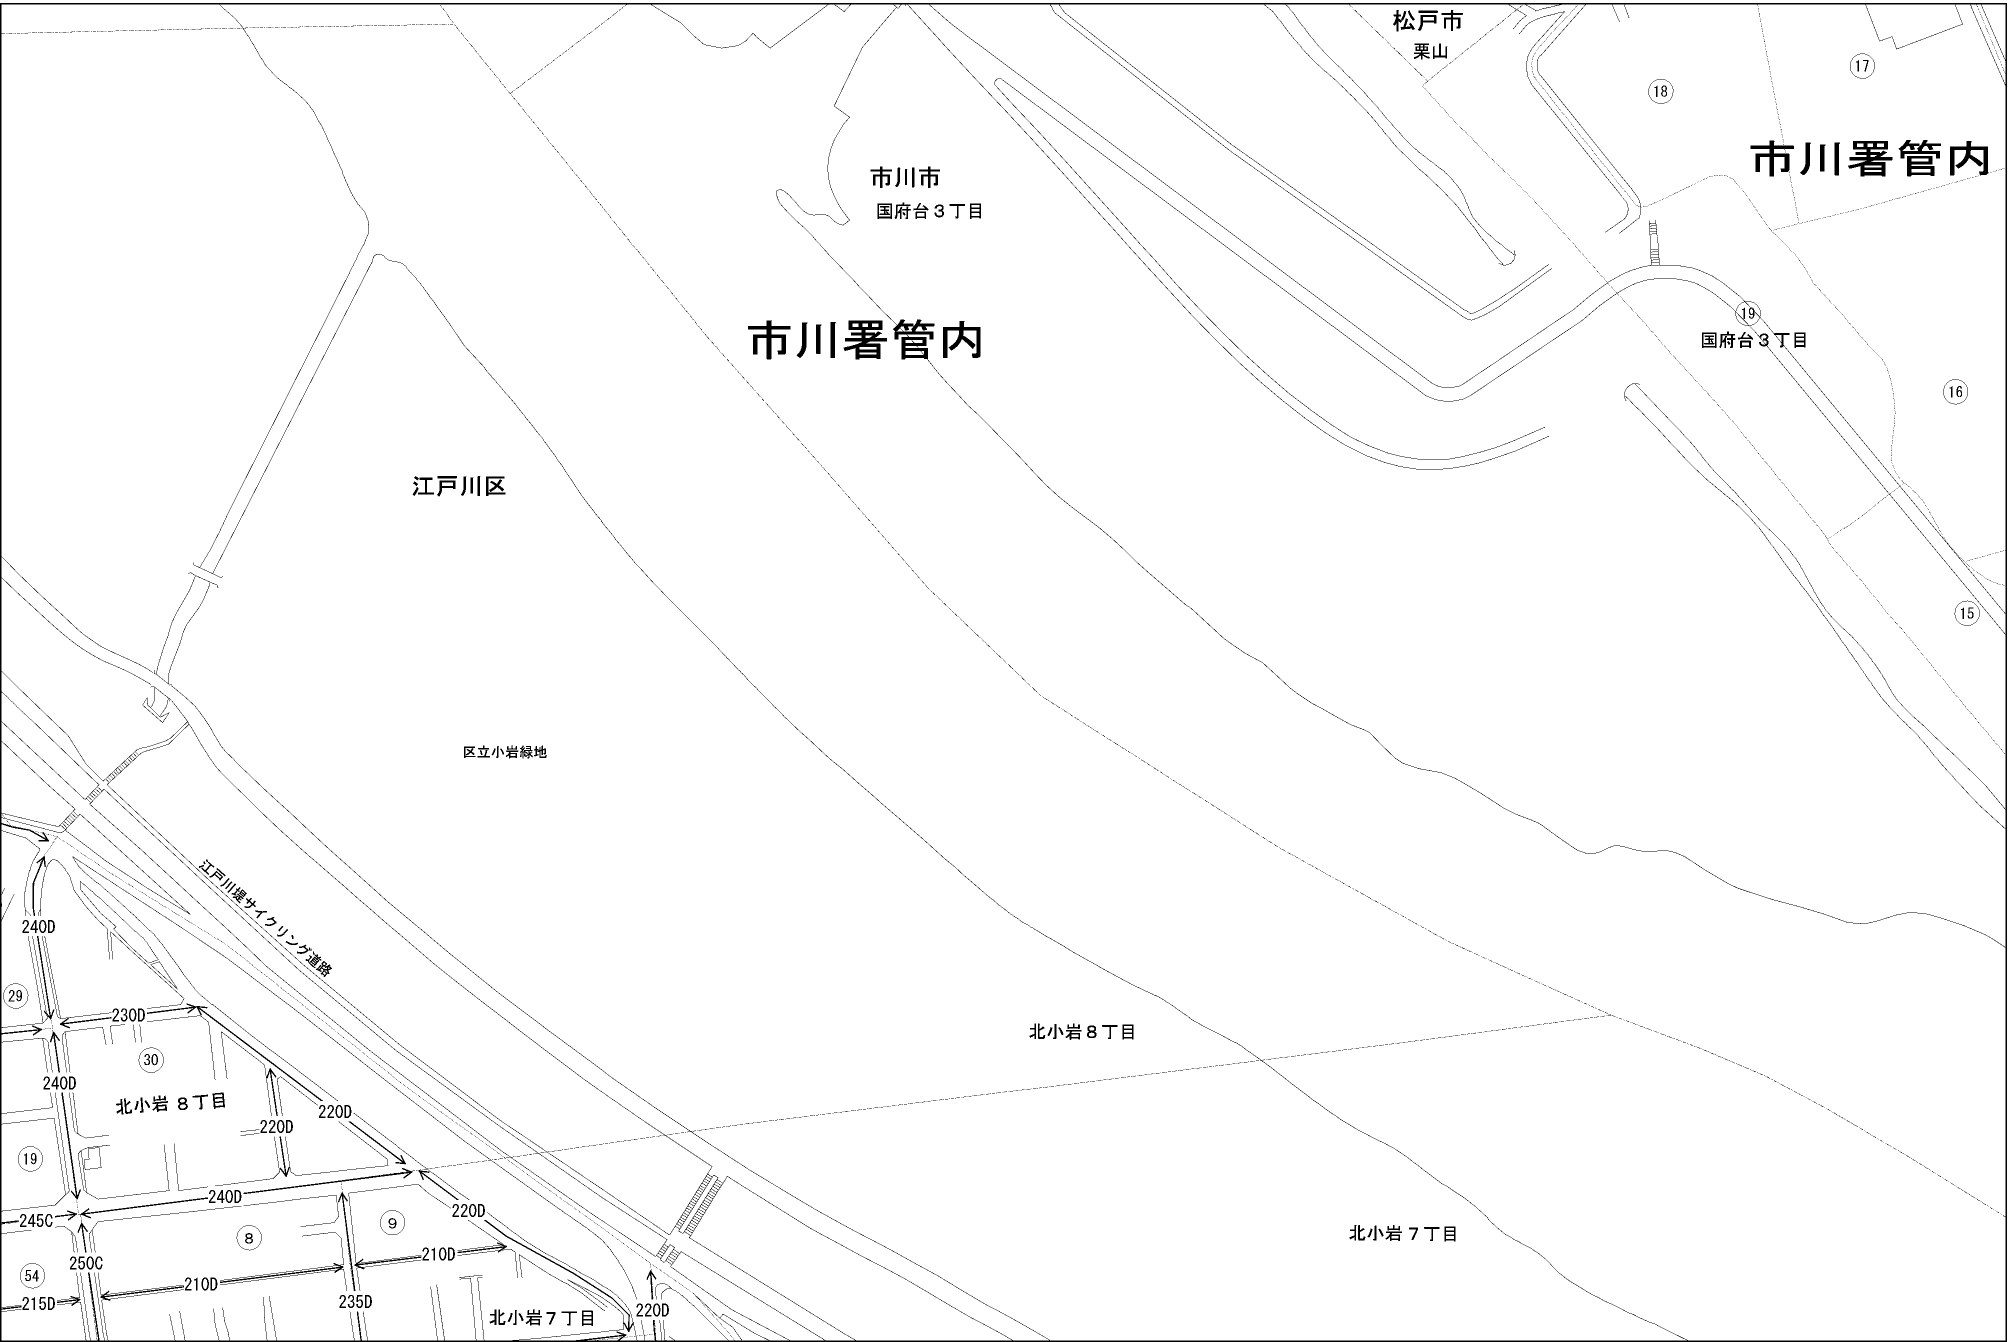 松戸市
栗山
17
18
市川署管内
市川市
国府台３丁目
19
国府台３丁目
市川署管内
16
江戸川区
15
区立小岩緑地
江戸川堤サイクリング道路
240D
29
230D
北小岩８丁目
30
240D
北小岩 ８丁目
220D
220D
19
240D
220D
245C
9
8
北小岩７丁目
210D
250C
54
210D
215D
235D
220D
北小岩７丁目